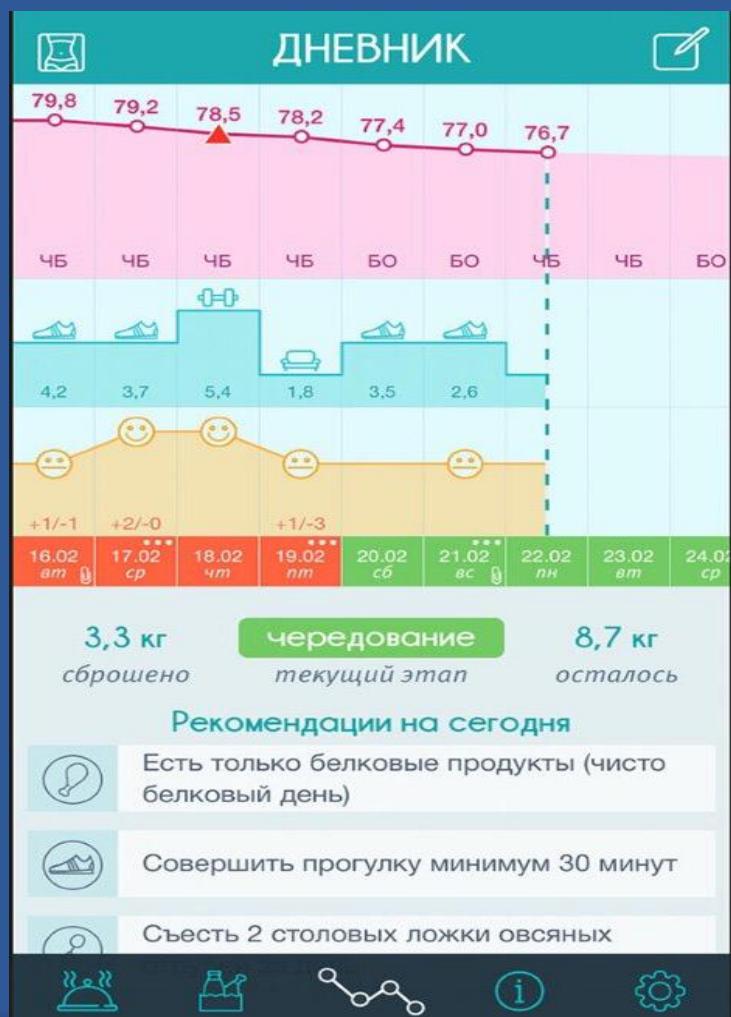 ДНЕВНИК
79,8 79,2 78,5 78,2 77,4 77,0 76,7
ЧБ ЧБ ЧБ ЧБ БО БО ЧБ ЧБ БО
4,2 3,7 5,4 1,8 3,5 2,6
+1/-1 +2/-0 +1/-3
16.02 17.02 18.02 19.02 20.02 21.02 22.02 23.02 24.02
вт ср чт пт сб вс пн вт ср
3,3 кг чередование 8,7 кг
сброшено текущий этап осталось
Рекомендации на сегодня
Есть только белковые продукты (чисто
белковый день)
Совершить прогулку минимум 30 минут
Съесть 2 столовых ложки овсяных